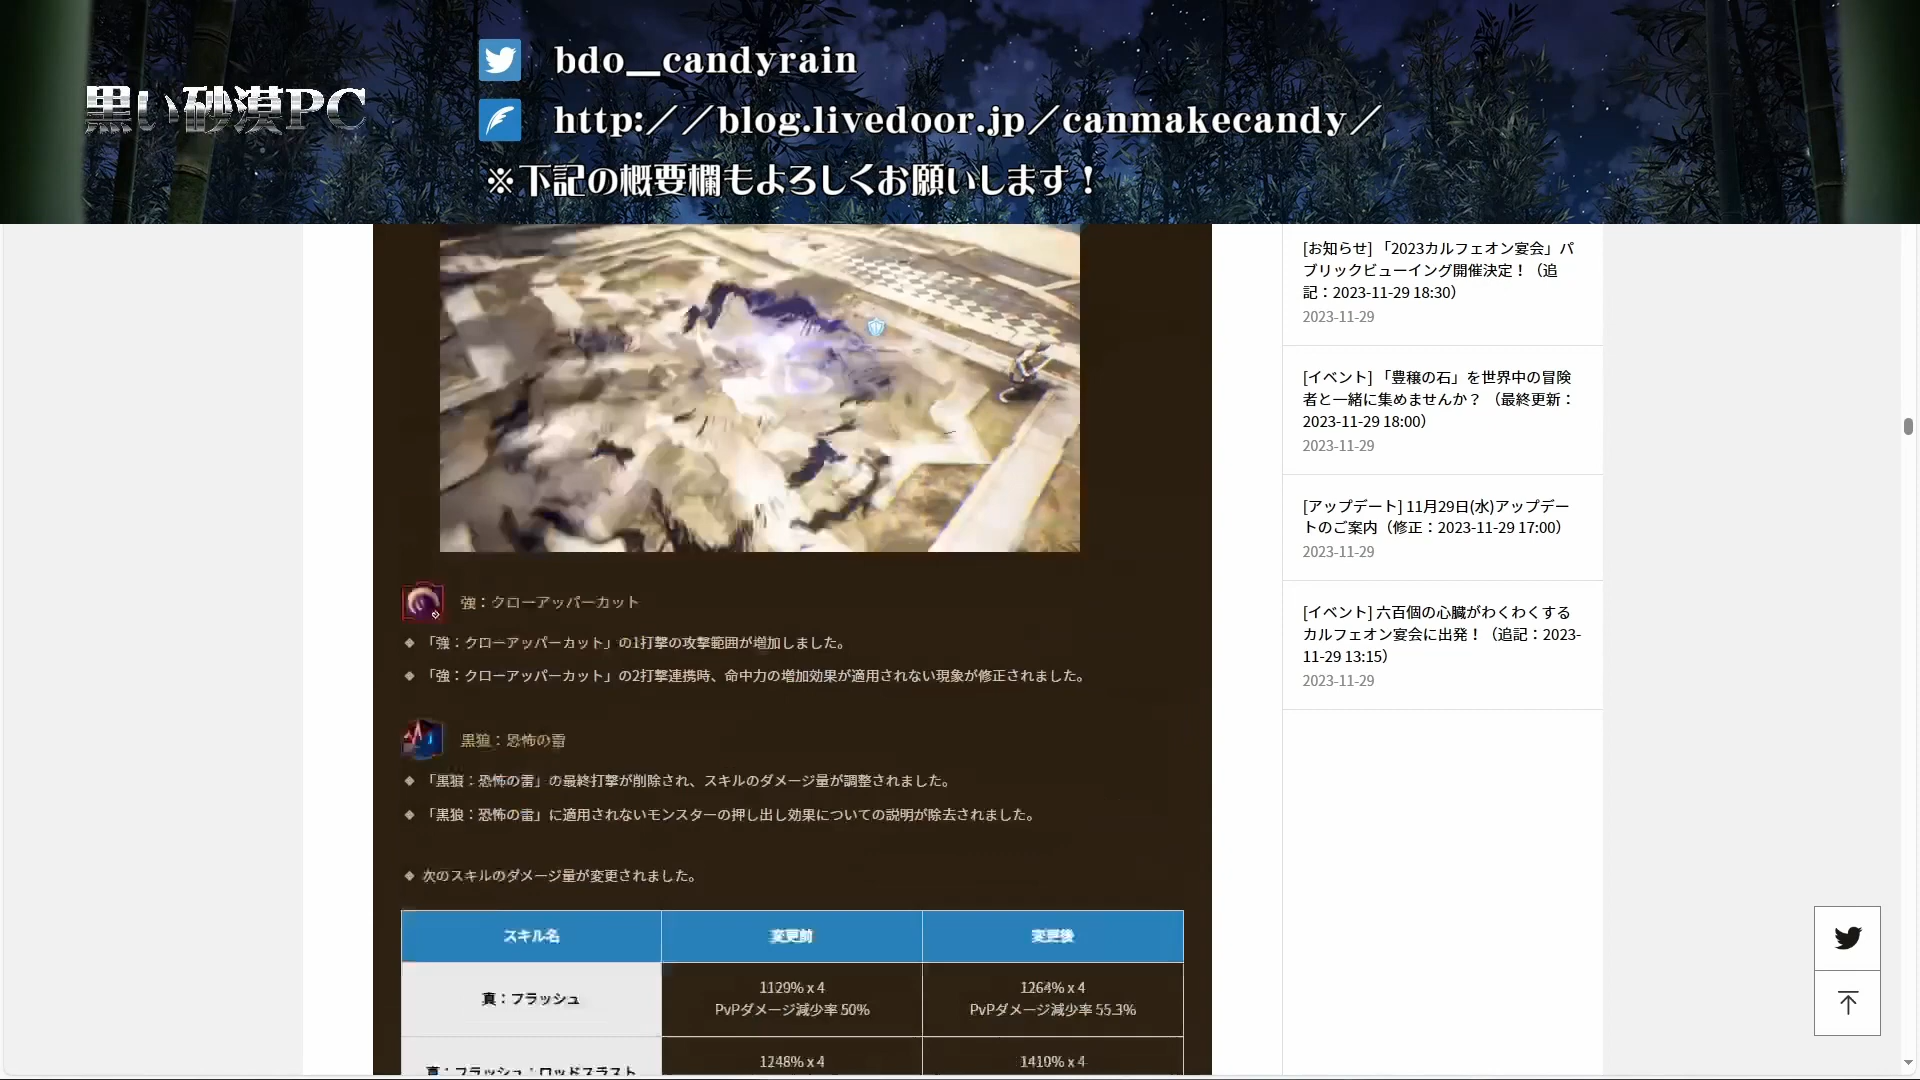 黒い砂漠PC
bdo__candyrain
http://blog.livedoor.jp/canmakecandy/
※下記の概要欄もよろしくお願いします!
強：クローアッパーカット
◆ 「強：クローアッパーカット」の1打撃の攻撃範囲が増加しました。
◆ 「強：クローアッパーカット」の2打撃連携時、命中力の増加効果が適用されない現象が修正されました。
黒狼：恐怖の雷
◆ 「黒狼：恐怖の雷」の最終打撃が削除され、スキルのダメージ量が調整されました。
◆ 「黒狼：恐怖の雷」に適用されないモンスターの押し出し効果についての説明が除去されました。
◆ 次のスキルのダメージ量が変更されました。
スキル名 変更前 変更後
真：フラッシュ
1129% x 4
PvPダメージ減少率 50%
1264% x 4
PvPダメージ減少率 55.3%
真：フラッシュ：ロッドスラスト
1248% x 4
1410% x 4
[お知らせ] 「2023カルフェオン宴会」パ
ブリックビューイング開催決定！（追
記：2023-11-29 18:30）
2023-11-29
[イベント] 「豊穣の石」を世界中の冒険
者と一緒に集めませんか？ （最終更新：
2023-11-29 18:00）
2023-11-29
[アップデート] 11月29日(水)アップデー
トのご案内（修正：2023-11-29 17:00）
2023-11-29
[イベント] 六百個の心臓がわくわくする
カルフェオン宴会に出発！（追記：2023-
11-29 13:15）
2023-11-29